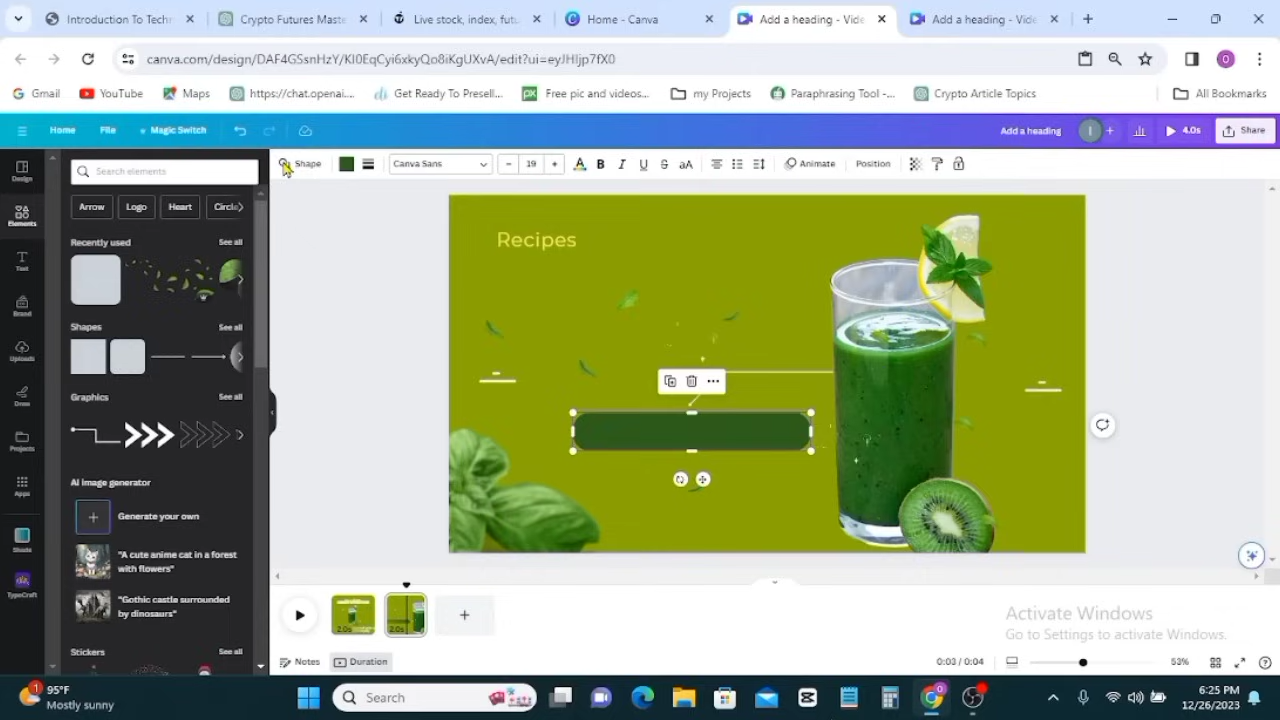 Introduction To Techn
Crypto Futures Maste
Live stock, index, futu
Home - Canva
Add a heading - Vide
Add a heading - Vide
canva.com/design/DAF4GSsnHzY/KI0EqCyi6xkyQo8iKgUXvA/edit?ui=eyJHIjp7fX0
Gmail
YouTube
Maps
https://chat.openai....
Get Ready To Presell...
Free pic and videos...
my Projects
Paraphrasing Tool -...
Crypto Article Topics
All Bookmarks
Home
File
Magic Switch
Add a heading
4.0s
Share
Design
Elements
Text
Brand
Uploads
Draw
Projects
Apps
Shade
TypeCraft
Search elements
Arrow
Logo
Heart
Circle
Recently used
See all
Shapes
See all
Graphics
See all
AI image generator
Generate your own
"A cute anime cat in a forest
with flowers"
"Gothic castle surrounded
by dinosaurs"
Stickers
See all
Shape
Canva Sans
19
A
B
I
U
S
aA
Animate
Position
Recipes
2.0s
2.0s
Notes
Duration
0:03 / 0:04
53%
Activate Windows
Go to Settings to activate Windows.
95°F
Mostly sunny
Search
6:25 PM
12/26/2023